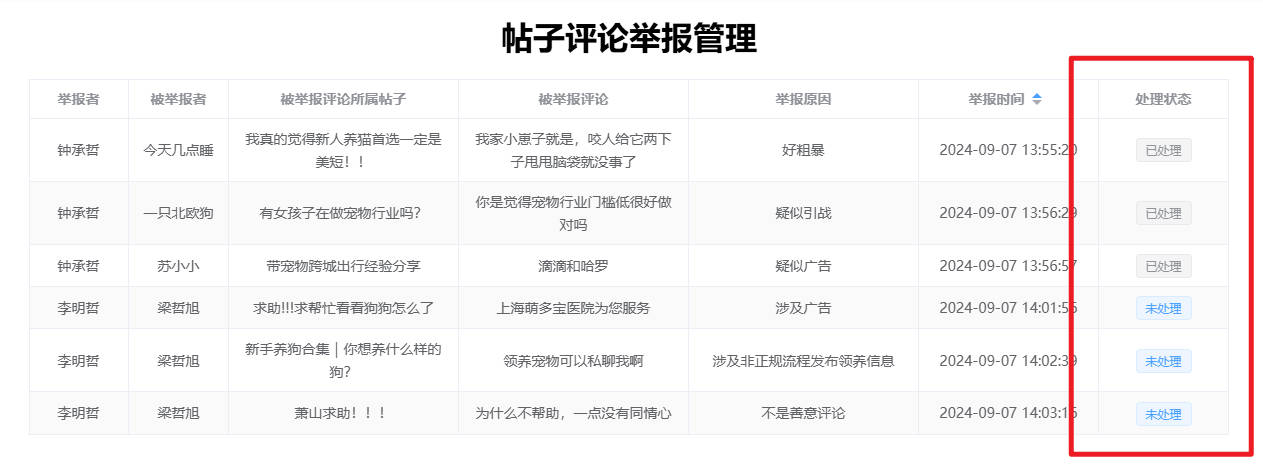 帖子评论举报管理
举报者 被举报者 被举报评论所属帖子 被举报评论 举报原因 举报时间 处理状态
钟承哲 今天几点睡 我真的觉得新人养猫首选一定是 我家小崽子就是，咬人给它两下 好粗暴 2024-09-07 13:55:20 已处理
美短！！ 子甩甩脑袋就没事了
钟承哲 一只北欧狗 有女孩子在做宠物行业吗？ 你是觉得宠物行业门槛低很好做 疑似引战 2024-09-07 13:56:29 已处理
对吗
钟承哲 苏小小 带宠物跨城出行经验分享 滴滴和哈罗 疑似广告 2024-09-07 13:56:57 已处理
李明哲 梁哲旭 求助!!!求帮忙看看狗狗怎么了 上海萌多宝医院为您服务 涉及广告 2024-09-07 14:01:56 未处理
李明哲 梁哲旭 新手养狗合集 | 你想养什么样的 领养宠物可以私聊我啊 涉及非正规流程发布领养信息 2024-09-07 14:02:39 未处理
狗？
李明哲 梁哲旭 萧山求助！！！ 为什么不帮助，一点没有同情心 不是善意评论 2024-09-07 14:03:16 未处理